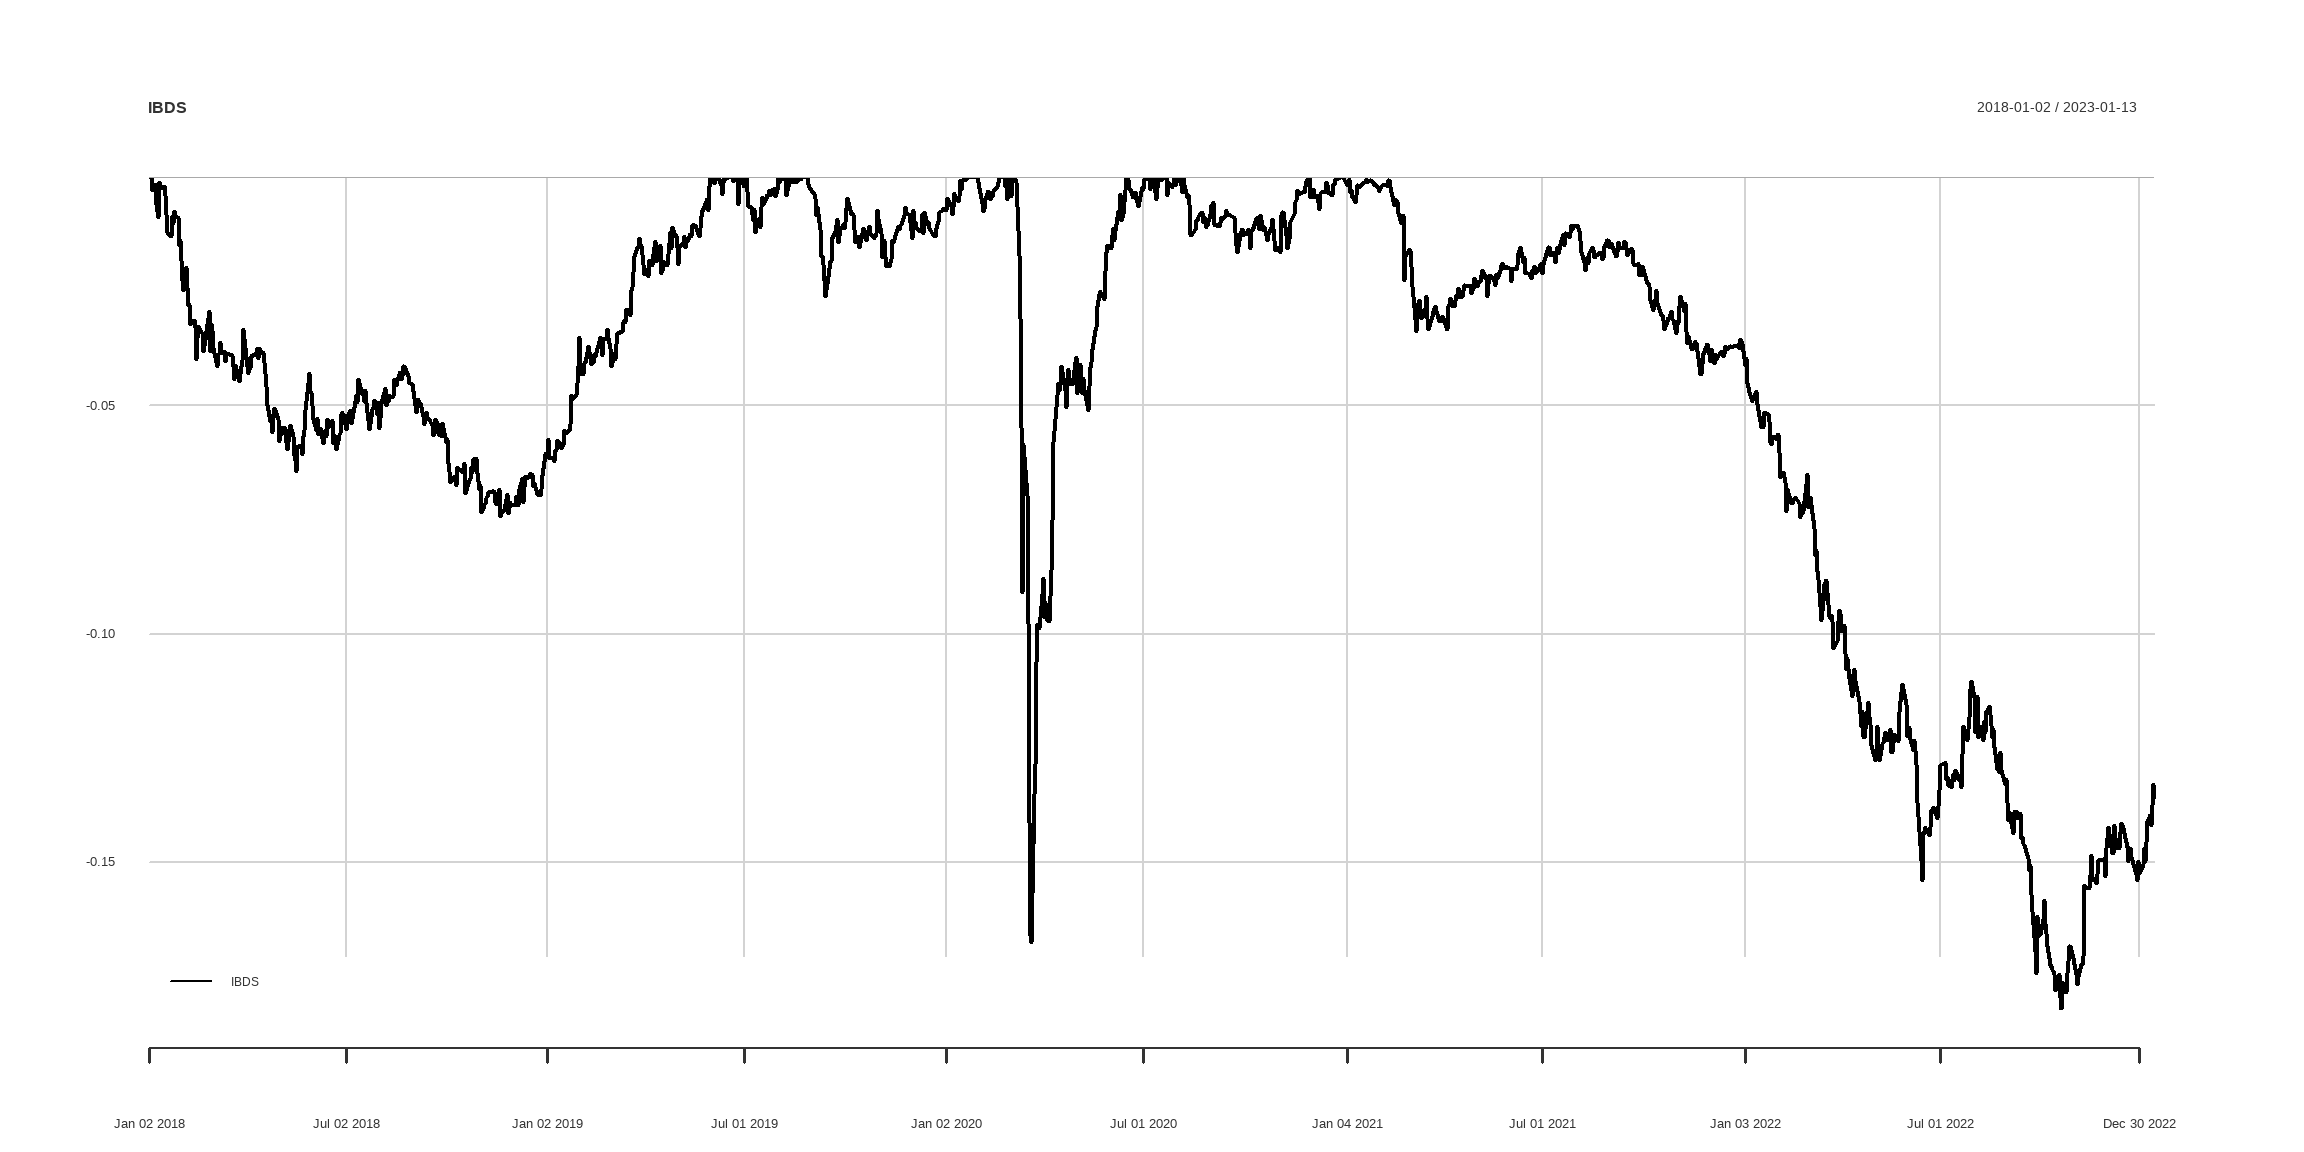 IBDS
2018-01-02 / 2023-01-13
-0.05
-0.10
-0.15
IBDS
Jan 02 2018
Jul 02 2018
Jan 02 2019
Jul 01 2019
Jan 02 2020
Jul 01 2020
Jan 04 2021
Jul 01 2021
Jan 03 2022
Jul 01 2022
Dec 30 2022